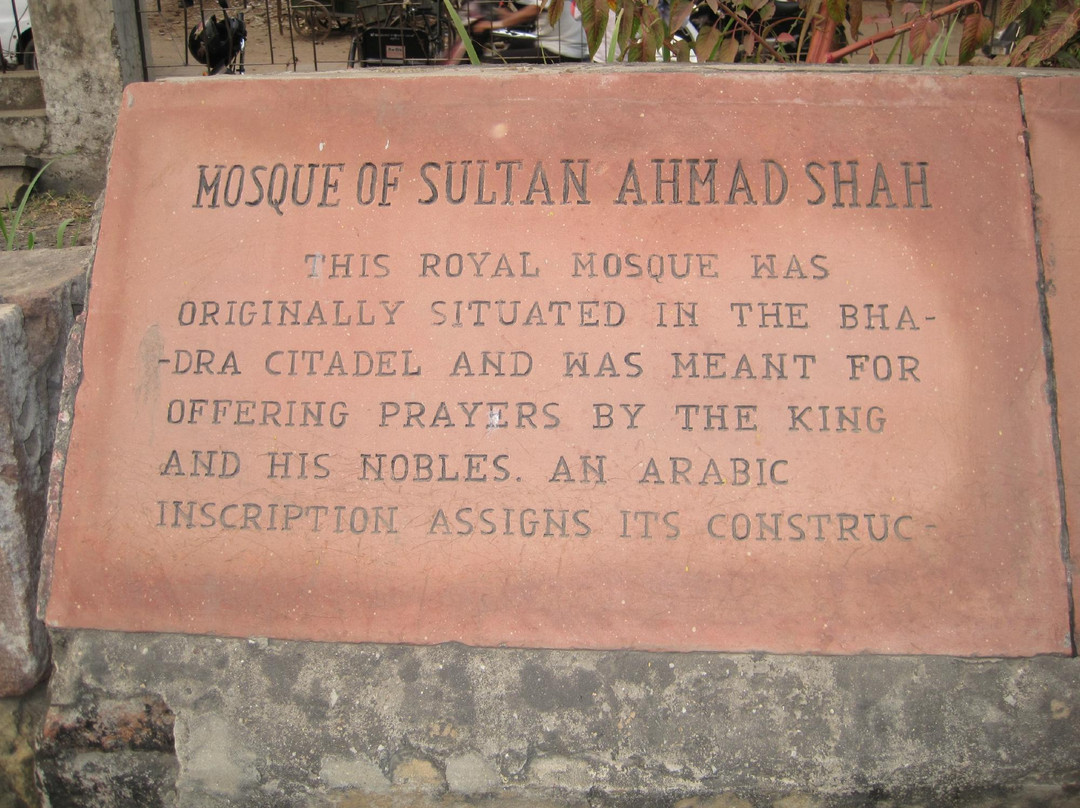 MOSQUE OF SULTAN AHMAD SHAH
THIS ROYAL MOSQUE WAS
ORIGINALLY SITUATED IN THE BHA-
-DRA CITADEL AND WAS MEANT FOR
OFFERING PRAYERS BY THE KING
AND HIS NOBLES. AN ARABIC
INSCRIPTION ASSIGNS ITS CONSTRUC-